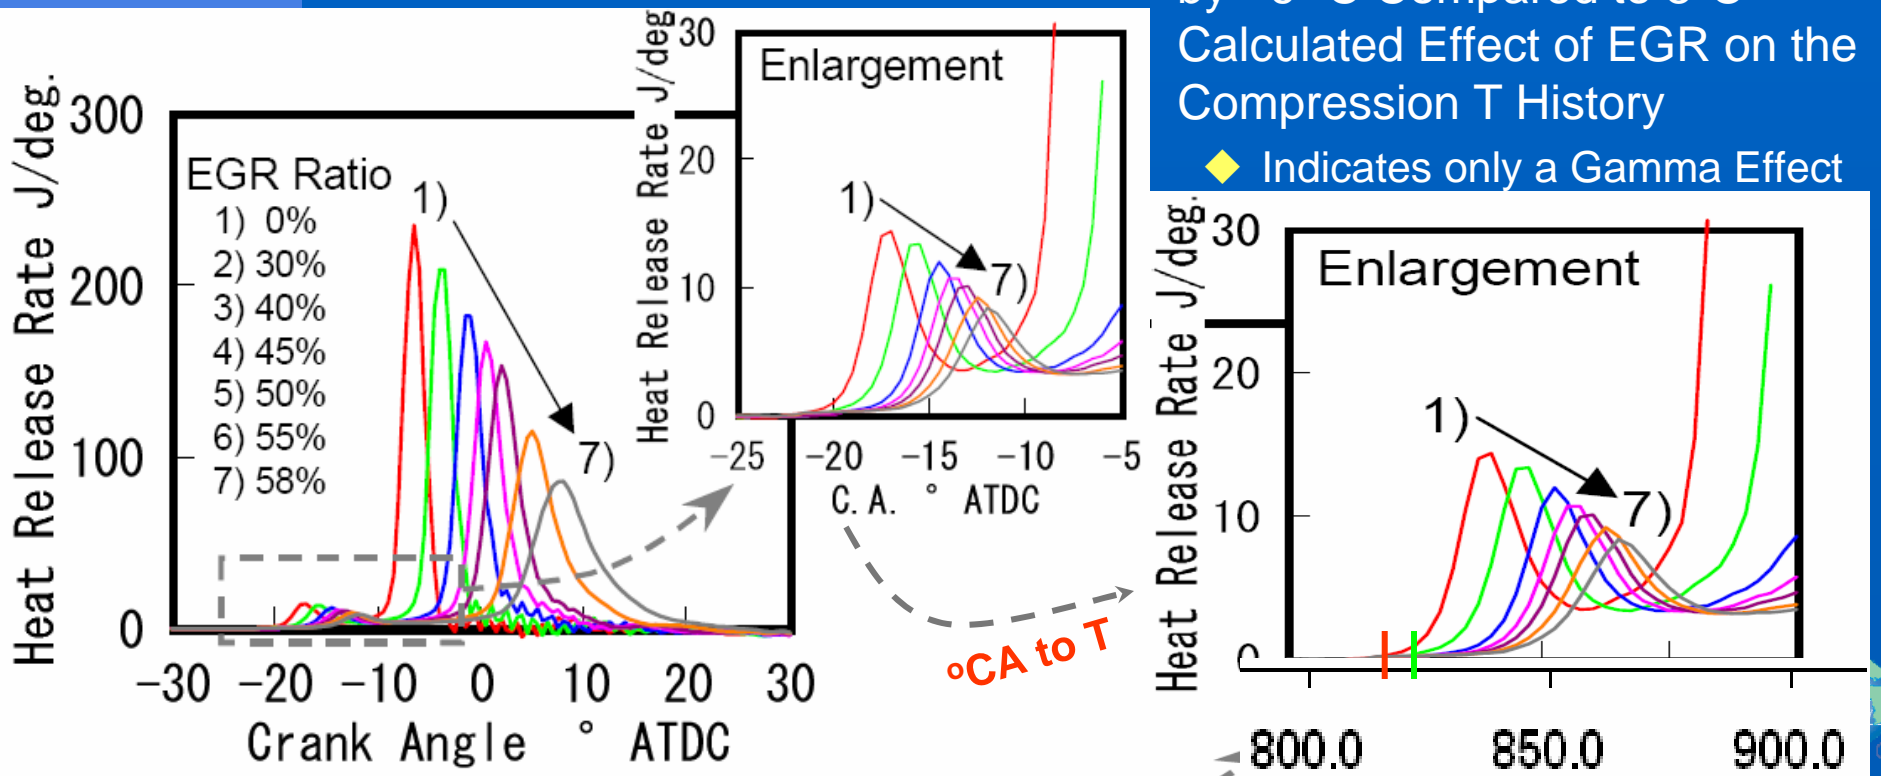 by
Compared to
Calculated Effect of EGR on the
Compression T History
Indicates only a Gamma Effect
Heat Release Rate J/deg.
300
200
100
0
EGR Ratio
1) 0%
2) 30%
3) 40%
4) 45%
5) 50%
6) 55%
7) 58%
1)
7)
-30 -20 -10 0 10 20 30
Crank Angle ° ATDC
Heat Release Rate J/deg
30
20
10
0
Enlargement
1)
7)
-25 -20 -15 -10 -5
C.A. ° ATDC
°CA to T
Heat Release Rate J/deg.
30
20
10
0
Enlargement
1)
7)
800.0 850.0 900.0